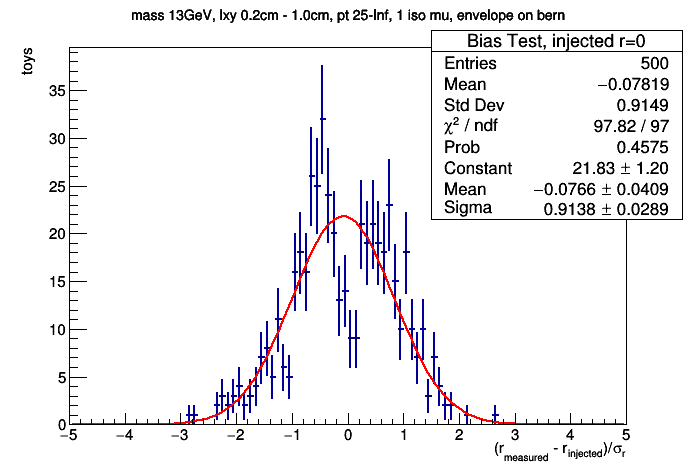 mass 13GeV, lxy 0.2cm - 1.0cm, pt 25-Inf, 1 iso mu, envelope on bern
Bias Test, injected r=0
Entries 500
Mean −0.07819
Std Dev 0.9149
χ² / ndf 97.82 / 97
Prob 0.4575
Constant 21.83 ± 1.20
Mean −0.0766 ± 0.0409
Sigma 0.9138 ± 0.0289
toys
35
30
25
20
15
10
5
0
−5 −4 −3 −2 −1 0 1 2 3 4 5
(r_measured - r_injected)/σ_r